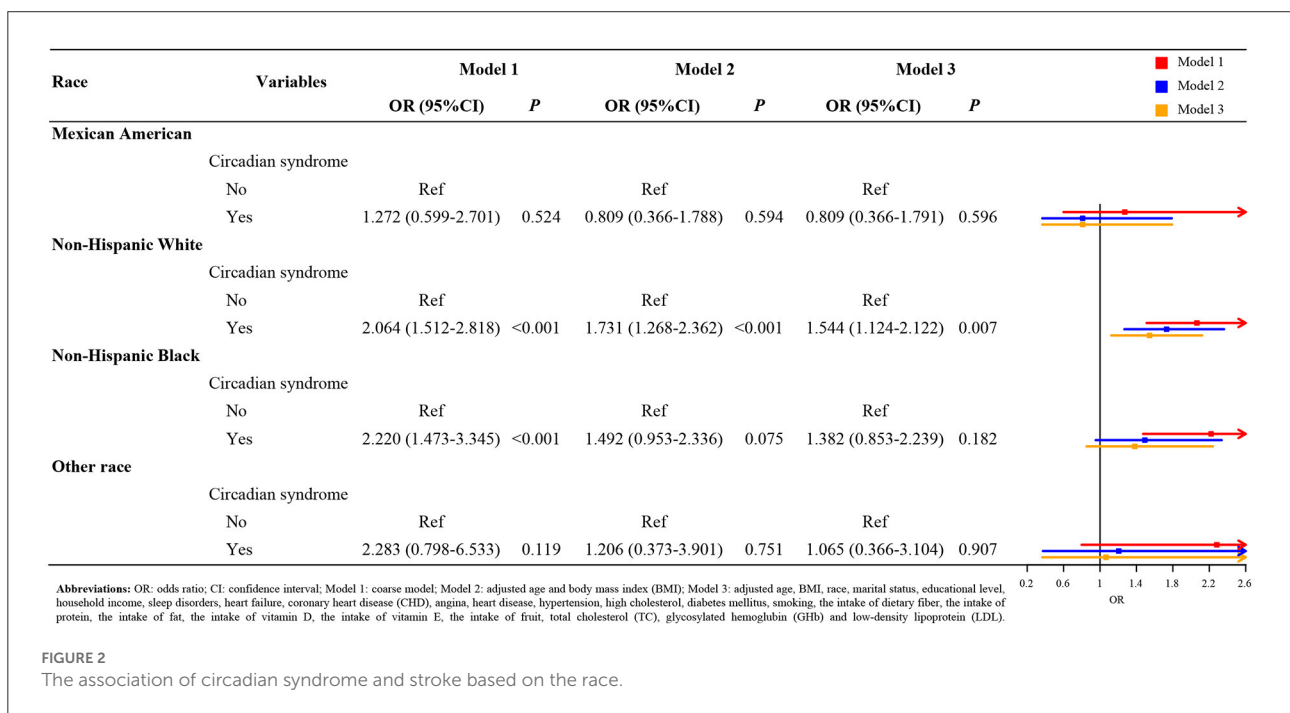 Race Variables Model 1 Model 2 Model 3
OR (95%CI) P OR (95%CI) P OR (95%CI) P
Model 1
Model 2
Model 3
Mexican American
Circadian syndrome
No Ref Ref Ref
Yes 1.272 (0.599-2.701) 0.524 0.809 (0.366-1.788) 0.594 0.809 (0.366-1.791) 0.596
Non-Hispanic White
Circadian syndrome
No Ref Ref Ref
Yes 2.064 (1.512-2.818) <0.001 1.731 (1.268-2.362) <0.001 1.544 (1.124-2.122) 0.007
Non-Hispanic Black
Circadian syndrome
No Ref Ref Ref
Yes 2.220 (1.473-3.345) <0.001 1.492 (0.953-2.336) 0.075 1.382 (0.853-2.239) 0.182
Other race
Circadian syndrome
No Ref Ref Ref
Yes 2.283 (0.798-6.533) 0.119 1.206 (0.373-3.901) 0.751 1.065 (0.366-3.104) 0.907
0.2 0.6 1 1.4 1.8 2.2 2.6
OR
Abbreviations: OR: odds ratio; CI: confidence interval; Model 1: coarse model; Model 2: adjusted age and body mass index (BMI); Model 3: adjusted age, BMI, race, marital status, educational level,
household income, sleep disorders, heart failure, coronary heart disease (CHD), angina, heart disease, hypertension, high cholesterol, diabetes mellitus, smoking, the intake of dietary fiber, the intake of
protein, the intake of fat, the intake of vitamin D, the intake of vitamin E, the intake of fruit, total cholesterol (TC), glycosylated hemoglubin (GHb) and low-density lipoprotein (LDL).
FIGURE 2
The association of circadian syndrome and stroke based on the race.